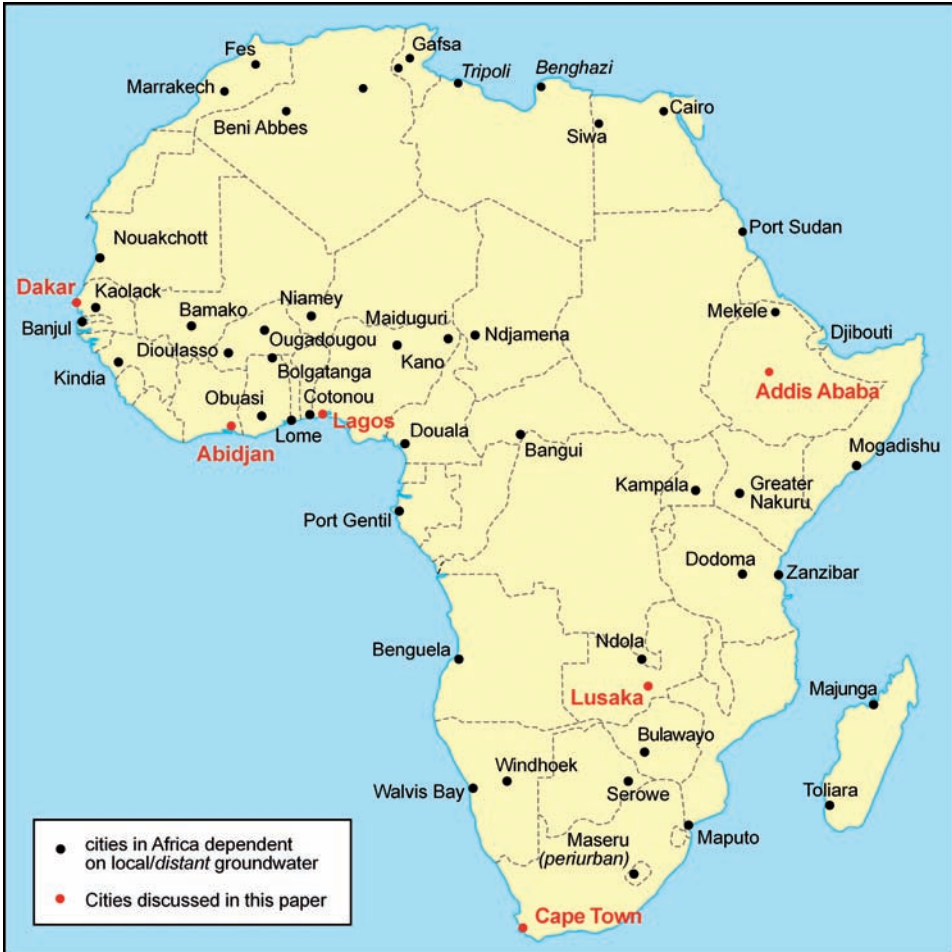 Fes
Gafsa
Tripoli
Benghazi
Marrakech
Beni Abbes
Cairo
Siwa
Port Sudan
Nouakchott
Dakar
Kaolack
Banjul
Bamako
Niamey
Maiduguri
Ndjamena
Mekele
Djibouti
Dioulasso
Ougadougou
Kano
Kindia
Bolgatanga
Addis Ababa
Obuasi
Cotonou
Lagos
Lome
Abidjan
Douala
Bangui
Mogadishu
Kampala
Greater
Nakuru
Port Gentil
Dodoma
Zanzibar
Benguela
Ndola
Lusaka
Majunga
Bulawayo
Windhoek
Walvis Bay
Serowe
Toliara
Maputo
Maseru
(periurban)
Cape Town
cities in Africa dependent
on local/distant groundwater
Cities discussed in this paper